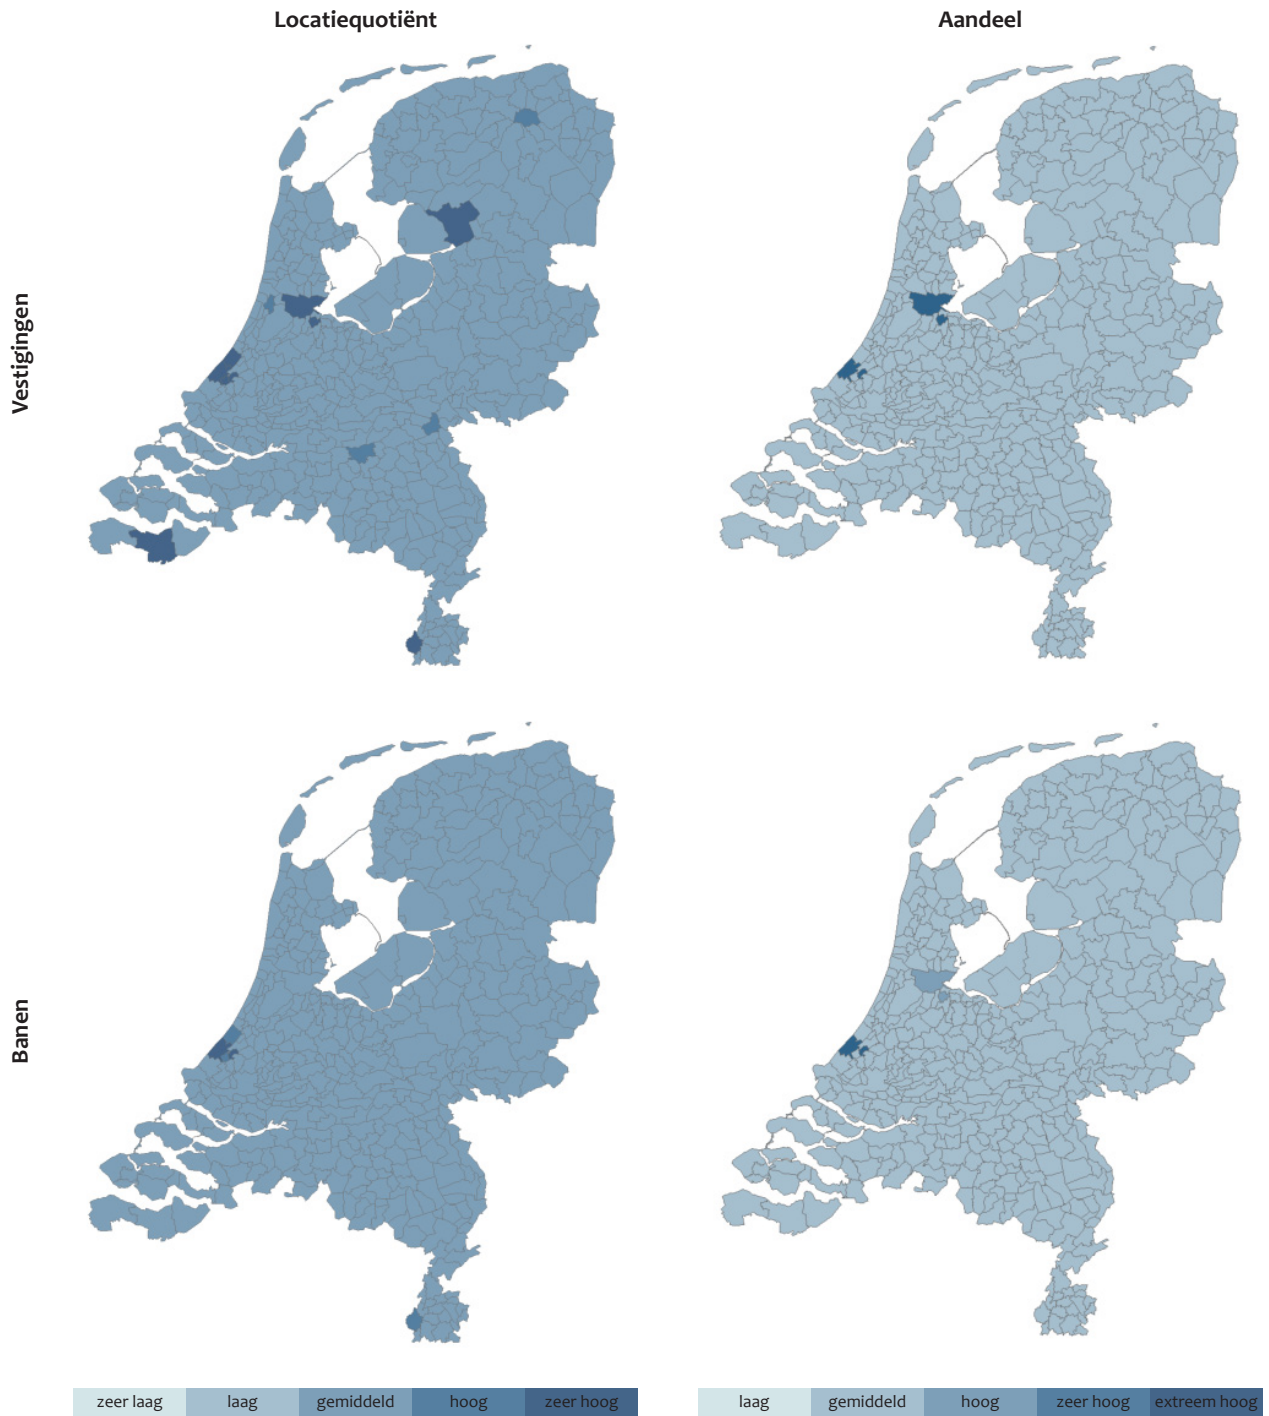 Locatiequotiënt
Aandeel
Vestigingen
Banen
zeer laag laag gemiddeld hoog zeer hoog
laag gemiddeld hoog zeer hoog extreem hoog